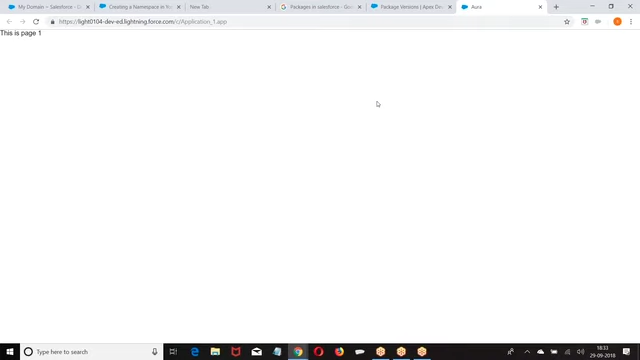 My Domain ~ Salesforce - G
Creating a Namespace in Yo
New Tab
Packages in salesforce - Goo
Package Versions | Apex De
Aura
https://light0104-dev-ed.lightning.force.com/c/Application_1.app
This is page 1
Type here to search
18:33
29-09-2018